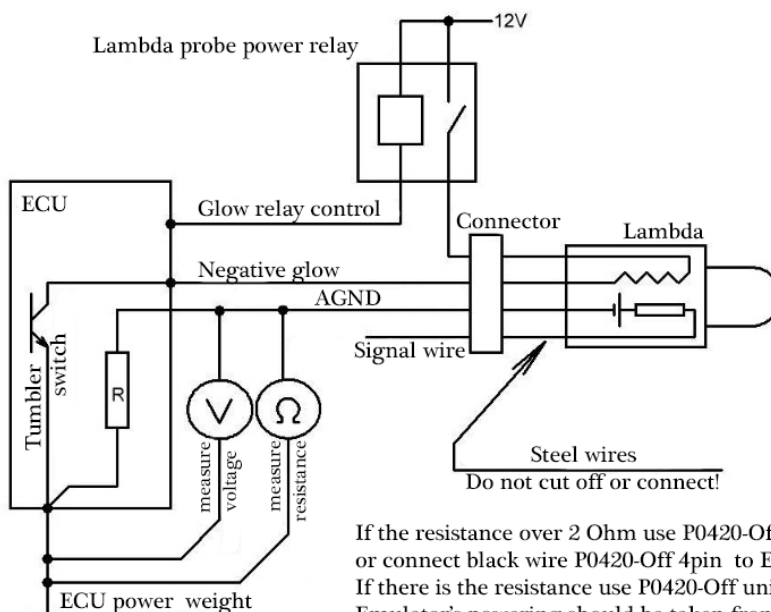 12V
Lambda probe power relay
ECU
Glow relay control
Connector
Lambda
Negative glow
AGND
Signal wire
Tumbler
switch
R
V
Ω
measure
voltage
measure
resistance
Steel wires
Do not cut off or connect!
If the resistance over 2 Ohm use P0420-Of
or connect black wire P0420-Off 4pin to E
If there is the resistance use P0420-Off uni
ECU power weight
Emulator's powering should be taken from